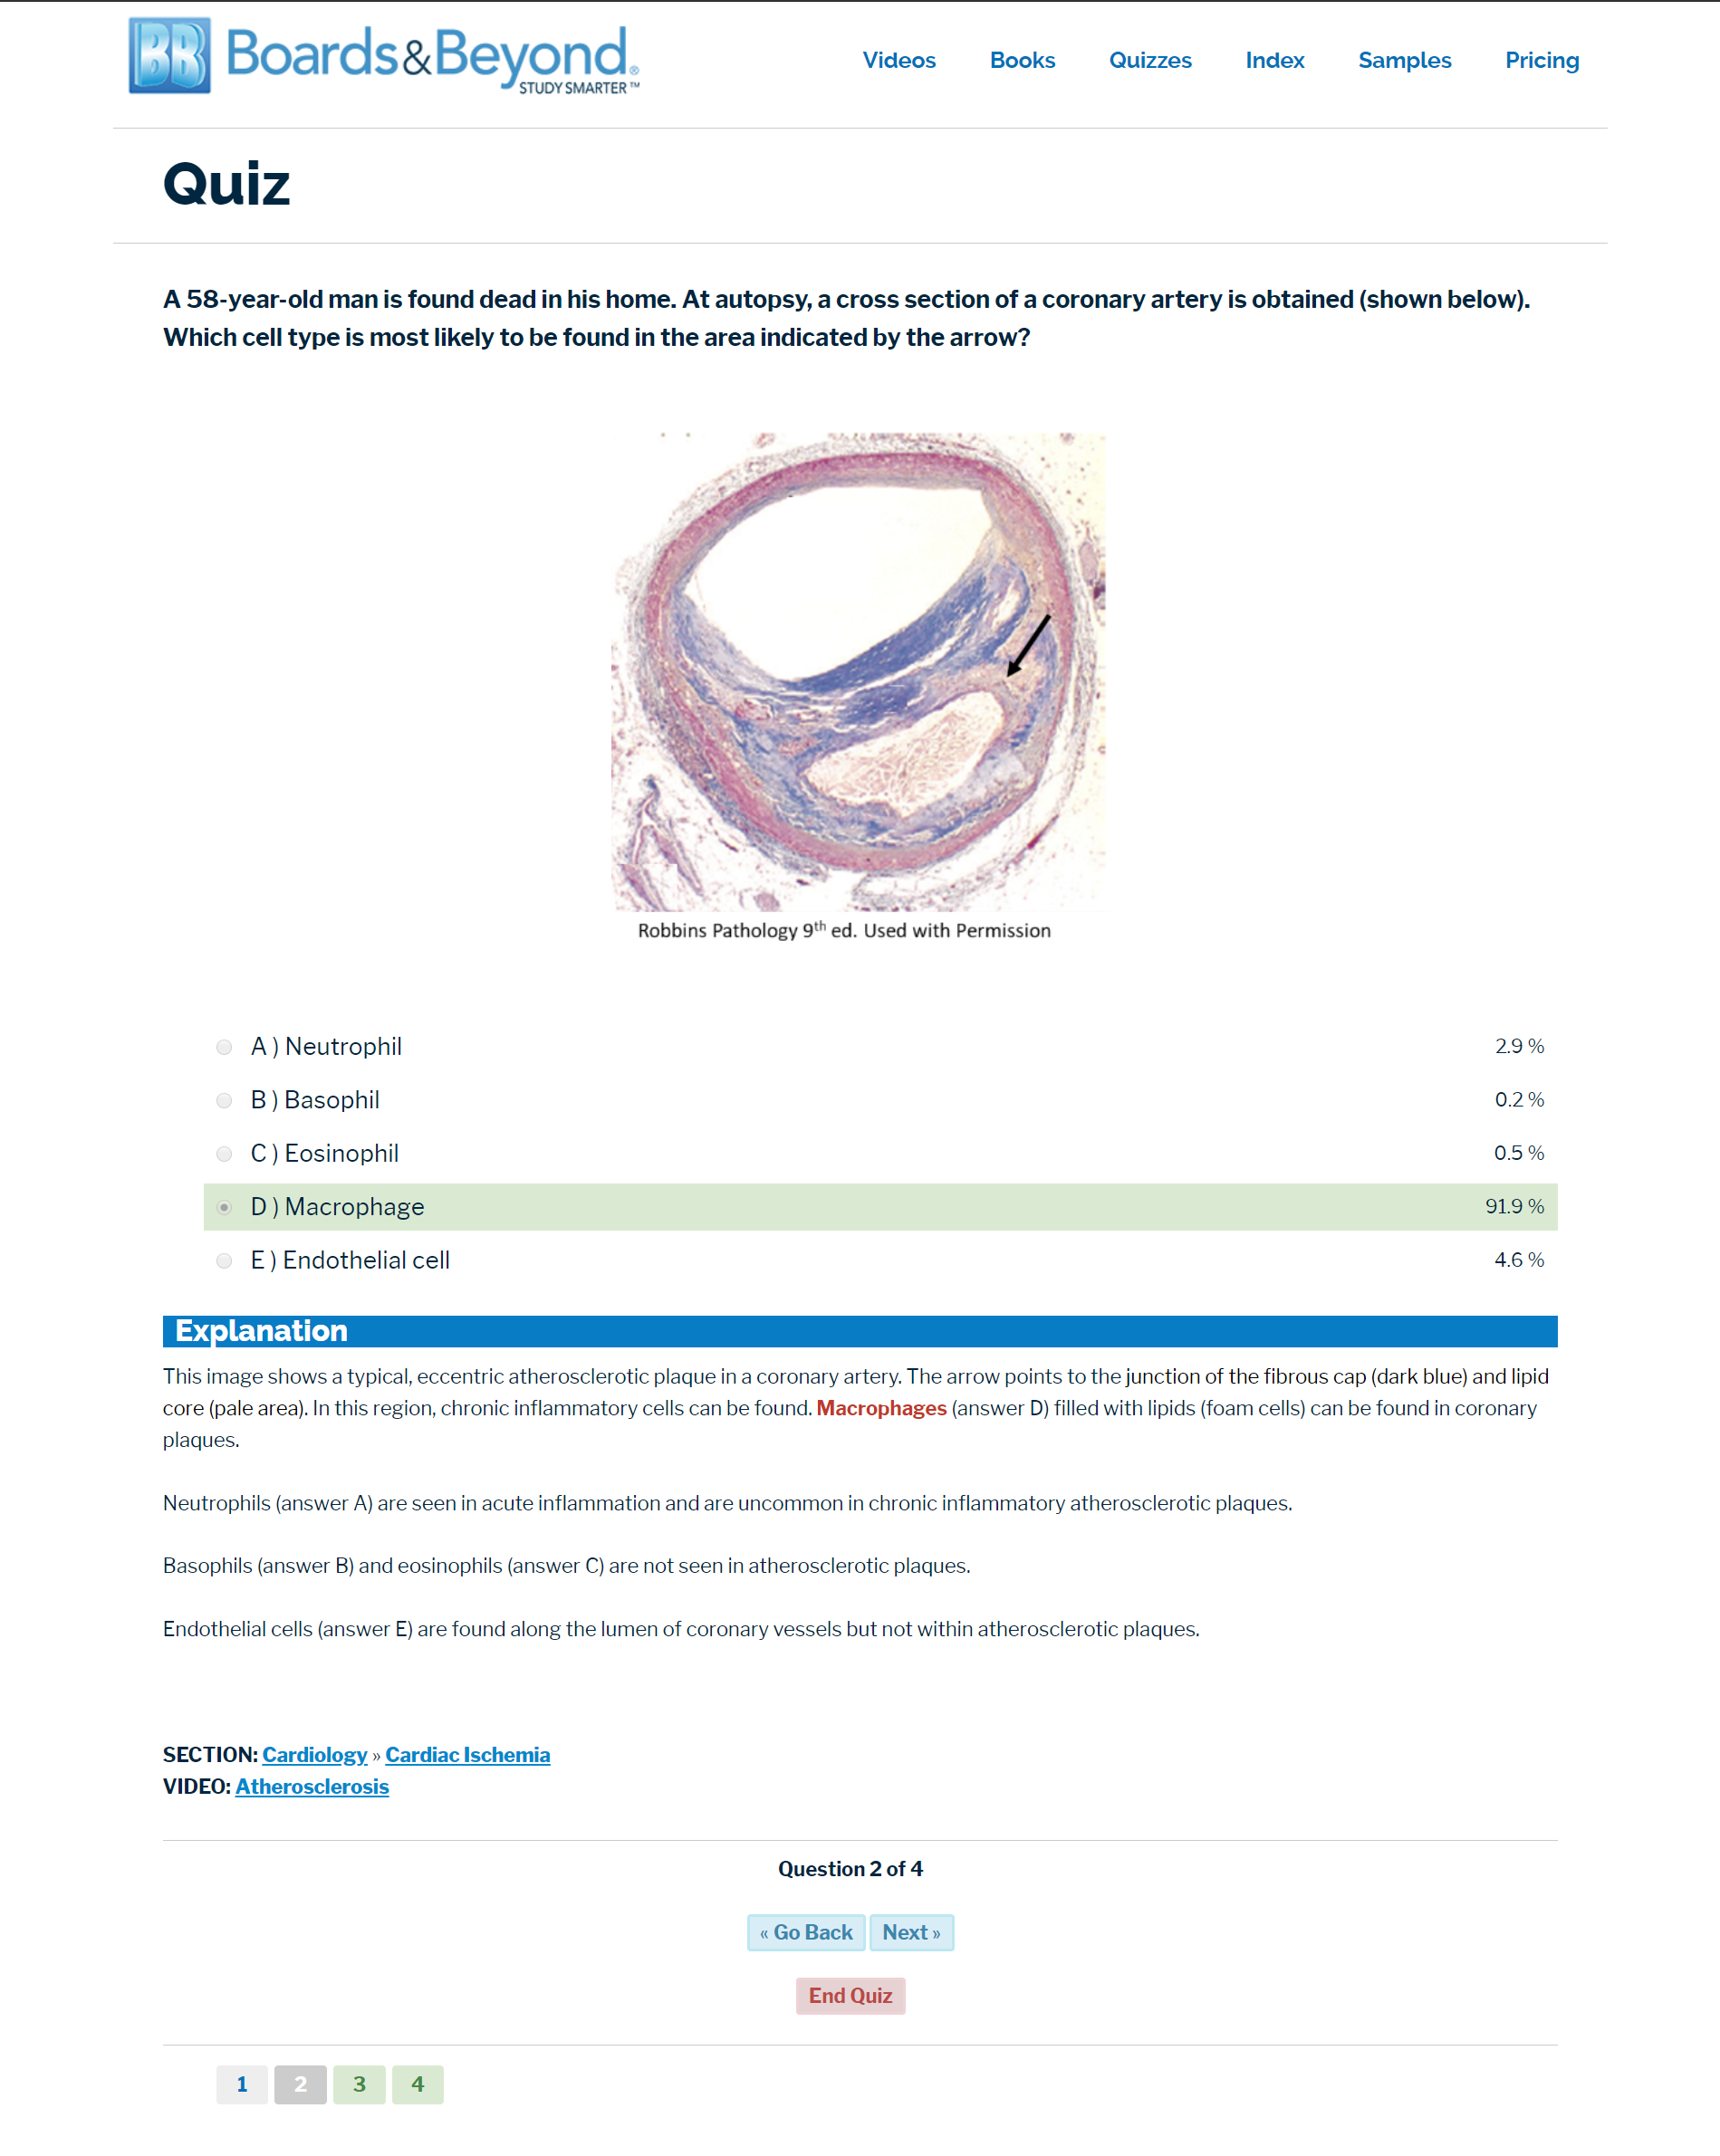 BB Boards&Beyond®
STUDY SMARTER™
Videos Books Quizzes Index Samples Pricing
Quiz
A 58-year-old man is found dead in his home. At autopsy, a cross section of a coronary artery is obtained (shown below).
Which cell type is most likely to be found in the area indicated by the arrow?
Robbins Pathology 9th ed. Used with Permission
A ) Neutrophil 2.9 %
B ) Basophil 0.2 %
C ) Eosinophil 0.5 %
D ) Macrophage 91.9 %
E ) Endothelial cell 4.6 %
Explanation
This image shows a typical, eccentric atherosclerotic plaque in a coronary artery. The arrow points to the junction of the fibrous cap (dark blue) and lipid
core (pale area). In this region, chronic inflammatory cells can be found. Macrophages (answer D) filled with lipids (foam cells) can be found in coronary
plaques.
Neutrophils (answer A) are seen in acute inflammation and are uncommon in chronic inflammatory atherosclerotic plaques.
Basophils (answer B) and eosinophils (answer C) are not seen in atherosclerotic plaques.
Endothelial cells (answer E) are found along the lumen of coronary vessels but not within atherosclerotic plaques.
SECTION: Cardiology » Cardiac Ischemia
VIDEO: Atherosclerosis
Question 2 of 4
« Go Back Next »
End Quiz
1 2 3 4